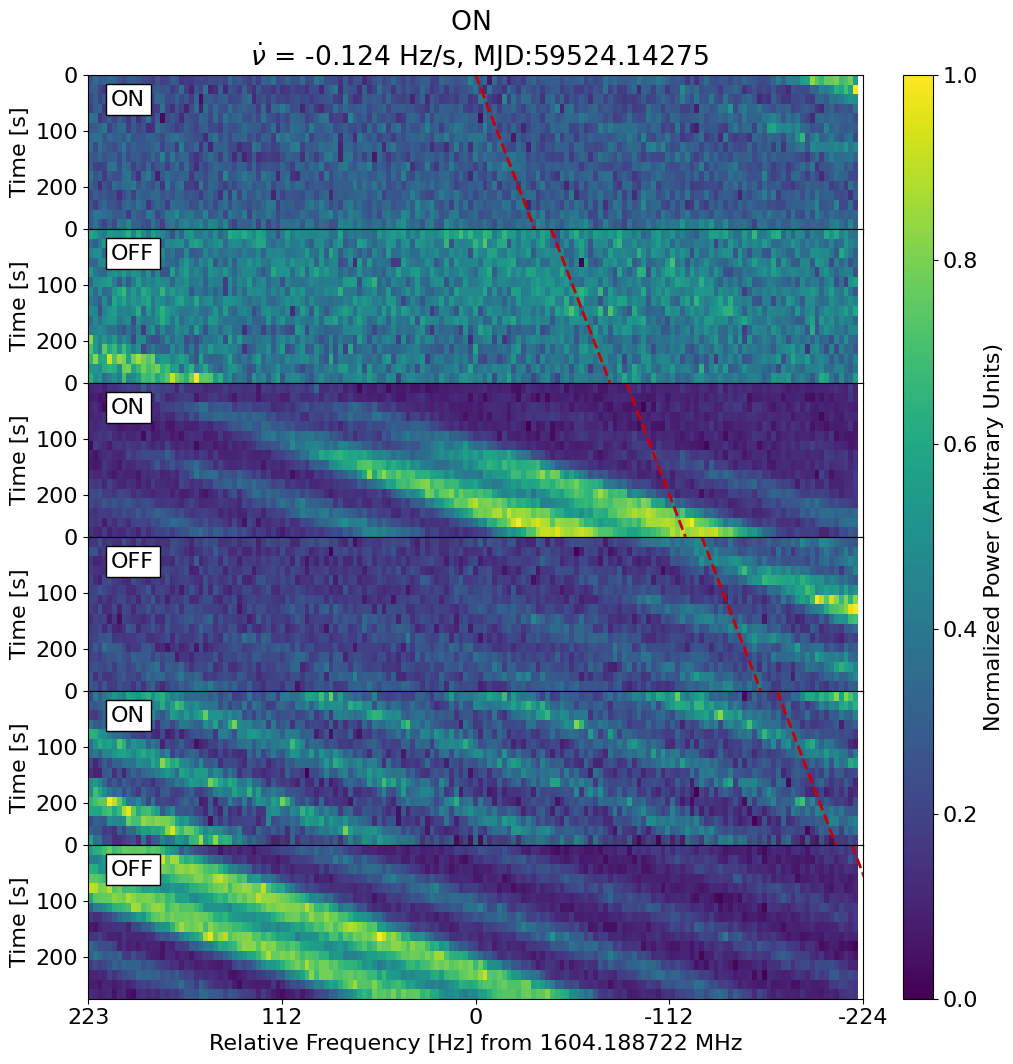 ON
ν̇ = -0.124 Hz/s, MJD:59524.14275
0
100
200
Time [s]
ON
0
100
200
Time [s]
OFF
0
100
200
Time [s]
ON
0
100
200
Time [s]
OFF
0
100
200
Time [s]
ON
0
100
200
Time [s]
OFF
223 112 0 -112 -224
Relative Frequency [Hz] from 1604.188722 MHz
1.0
0.8
0.6
0.4
0.2
0.0
Normalized Power (Arbitrary Units)